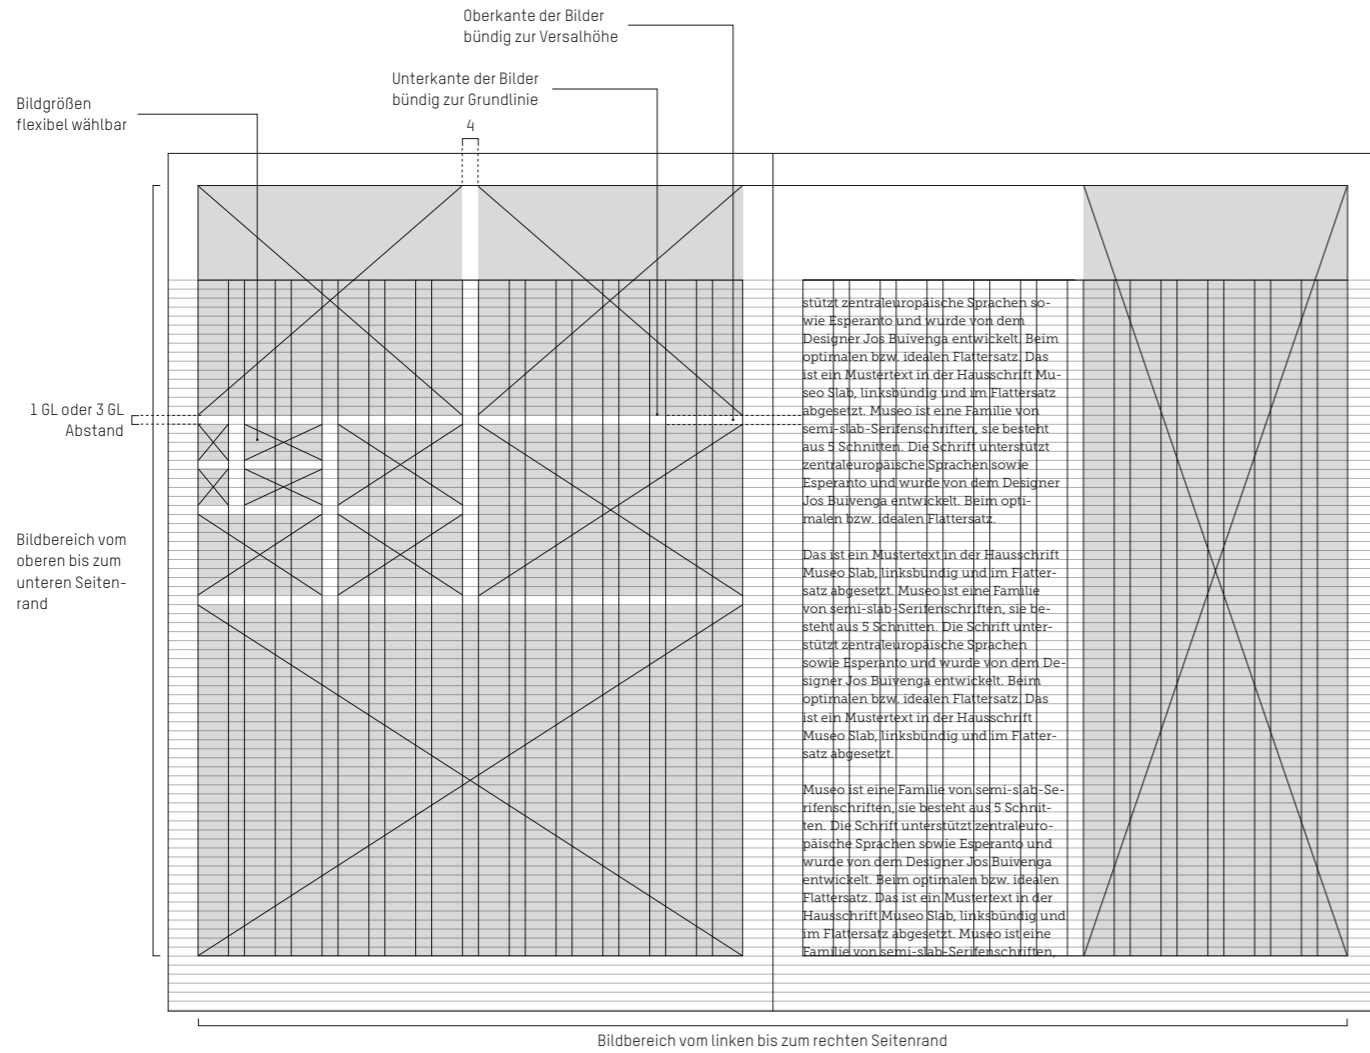 Oberkante der Bilder
bündig zur Versalhöhe
Unterkante der Bilder
bündig zur Grundlinie
Bildgrößen
flexibel wählbar
4
1 GL oder 3 GL
Abstand
Bildbereich vom
oberen bis zum
unteren Seiten-
rand
stützt zentraleuropäische Sprachen so-
wie Esperanto und wurde von dem
Designer Jos Buivenga entwickelt. Beim
optimalen bzw. idealen Flattersatz. Das
ist ein Mustertext in der Hausschrift Mu-
seo Slab, linksbündig und im Flattersatz
abgesetzt. Museo ist eine Familie von
semi-slab-Serifenschriften, sie besteht
aus 5 Schnitten. Die Schrift unterstützt
zentraleuropäische Sprachen sowie
Esperanto und wurde von dem Designer
Jos Buivenga entwickelt. Beim opti-
malen bzw. idealen Flattersatz.
Das ist ein Mustertext in der Hausschrift
Museo Slab, linksbündig und im Flatter-
satz abgesetzt. Museo ist eine Familie
von semi-slab-Serifenschriften, sie be-
steht aus 5 Schnitten. Die Schrift unter-
stützt zentraleuropäische Sprachen
sowie Esperanto und wurde von dem De-
signer Jos Buivenga entwickelt. Beim
optimalen bzw. idealen Flattersatz. Das
ist ein Mustertext in der Hausschrift
Museo Slab, linksbündig und im Flatter-
satz abgesetzt.
Museo ist eine Familie von semi-slab-Se-
rifenschriften, sie besteht aus 5 Schnit-
ten. Die Schrift unterstützt zentraleuro-
päische Sprachen sowie Esperanto und
wurde von dem Designer Jos Buivenga
entwickelt. Beim optimalen bzw. idealen
Flattersatz. Das ist ein Mustertext in der
Hausschrift Museo Slab, linksbündig und
im Flattersatz abgesetzt. Museo ist eine
Familie von semi-slab-Serifenschriften,
Bildbereich vom linken bis zum rechten Seitenrand